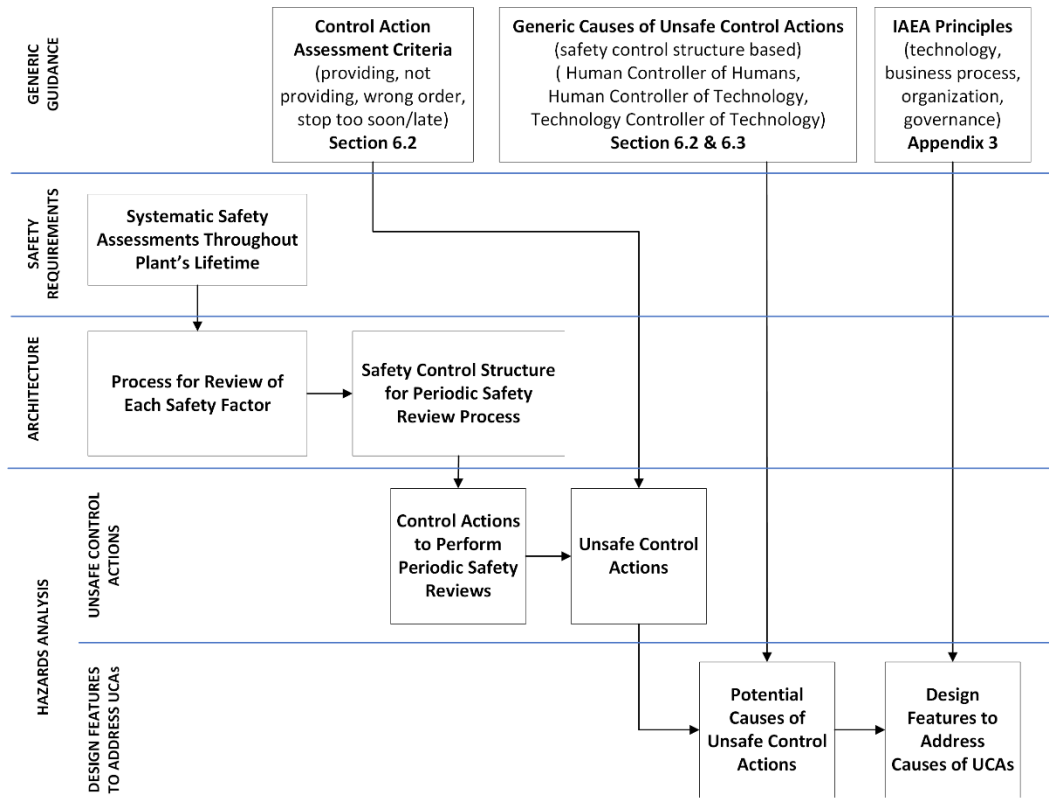 GENERIC
GUIDANCE
Control Action
Assessment Criteria
(providing, not
providing, wrong order,
stop too soon/late)
Section 6.2
Generic Causes of Unsafe Control Actions
(safety control structure based)
( Human Controller of Humans,
Human Controller of Technology,
Technology Controller of Technology)
Section 6.2 & 6.3
IAEA Principles
(technology,
business process,
organization,
governance)
Appendix 3
SAFETY
REQUIREMENTS
Systematic Safety
Assessments Throughout
Plant's Lifetime
ARCHITECTURE
Process for Review of
Each Safety Factor
Safety Control Structure
for Periodic Safety
Review Process
HAZARDS ANALYSIS
UNSAFE CONTROL
ACTIONS
Control Actions
to Perform
Periodic Safety
Reviews
Unsafe Control
Actions
DESIGN FEATURES
TO ADDRESS UCAs
Potential
Causes of
Unsafe Control
Actions
Design
Features to
Address
Causes of UCAs